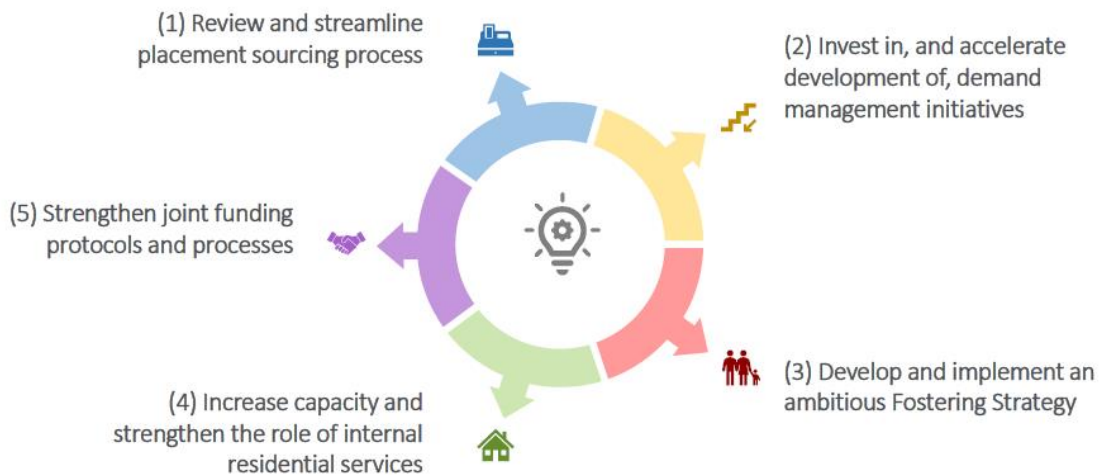 (1) Review and streamline
placement sourcing process
(2) Invest in, and accelerate
development of, demand
management initiatives
(3) Develop and implement an
ambitious Fostering Strategy
(4) Increase capacity and
strengthen the role of internal
residential services
(5) Strengthen joint funding
protocols and processes